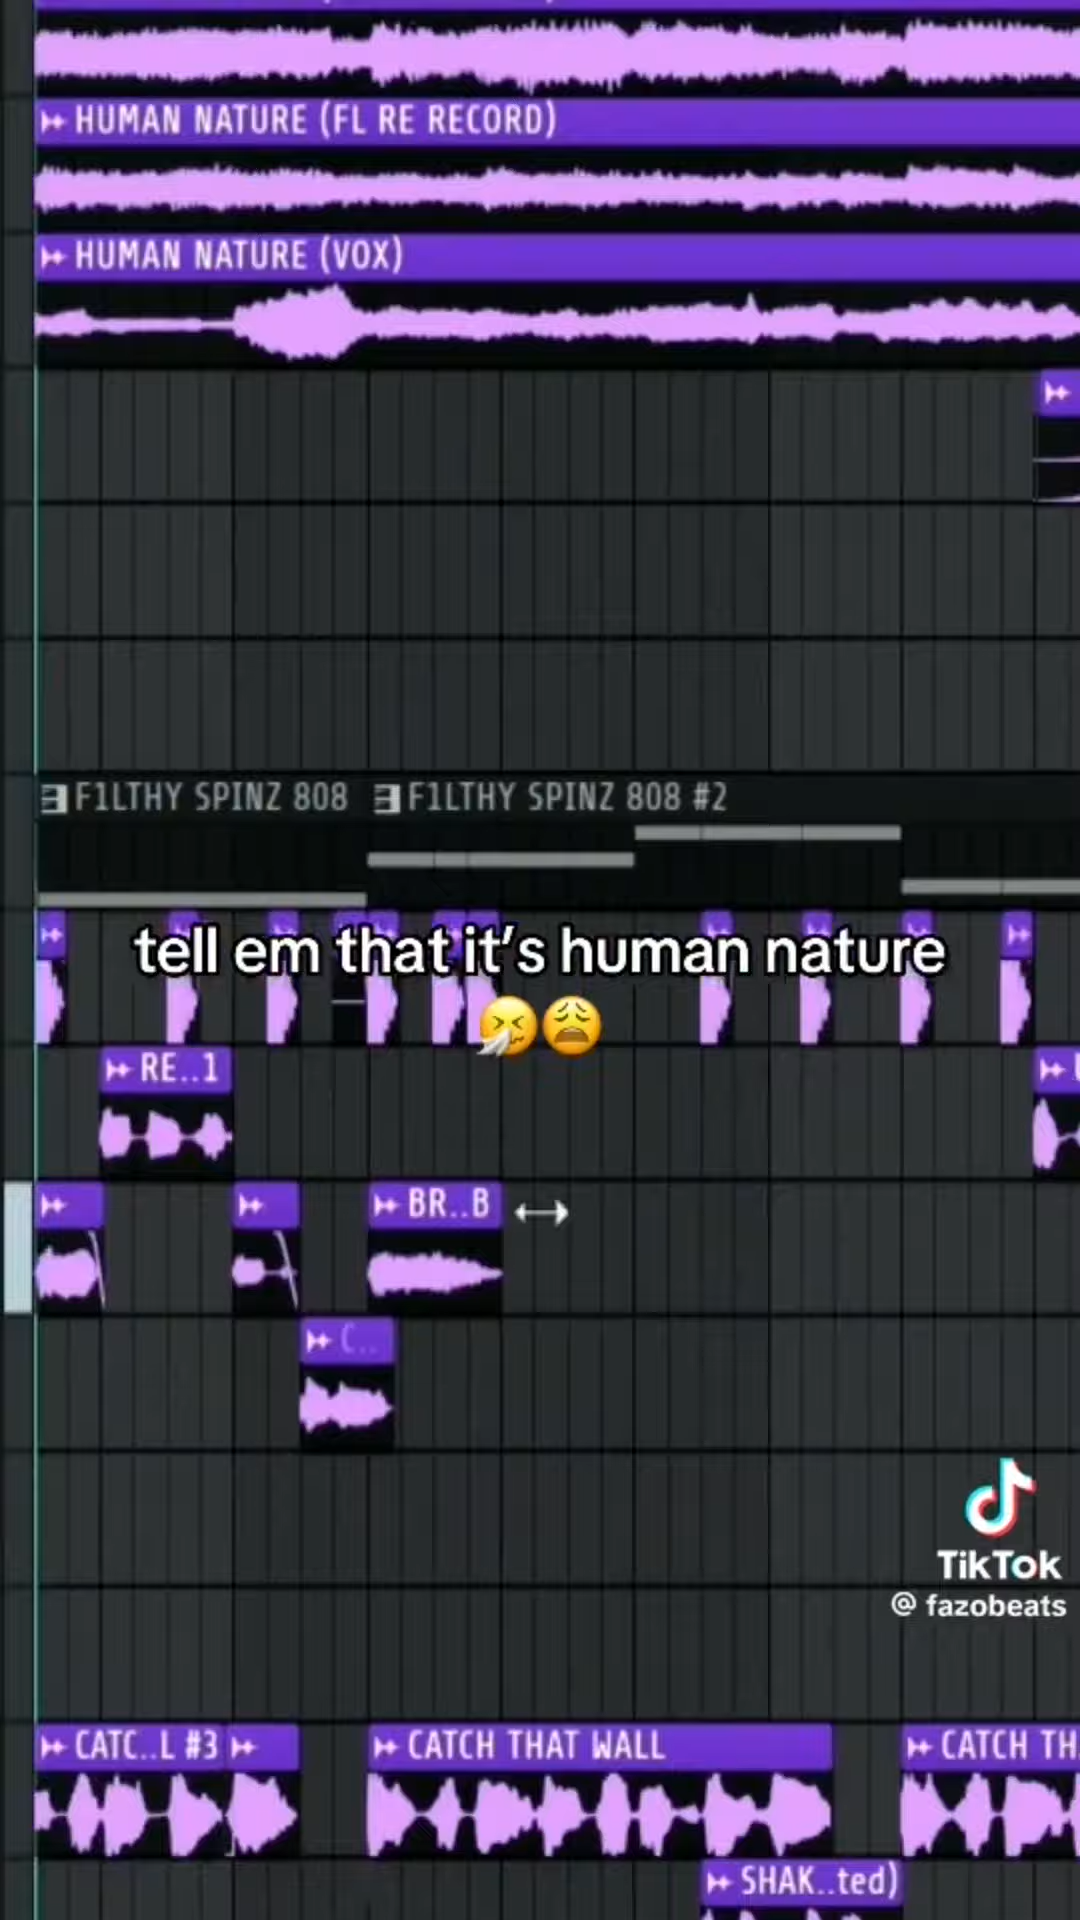 HUMAN NATURE (FL RE RECORD)
HUMAN NATURE (VOX)
F1LTHY SPINZ 808 F1LTHY SPINZ 808 #2
tell em that it's human nature
🤧😩
RE..1
BR..B
C..
TikTok
@ fazobeats
CATC..L #3 CATCH THAT WALL CATCH TH
SHAK..ted)